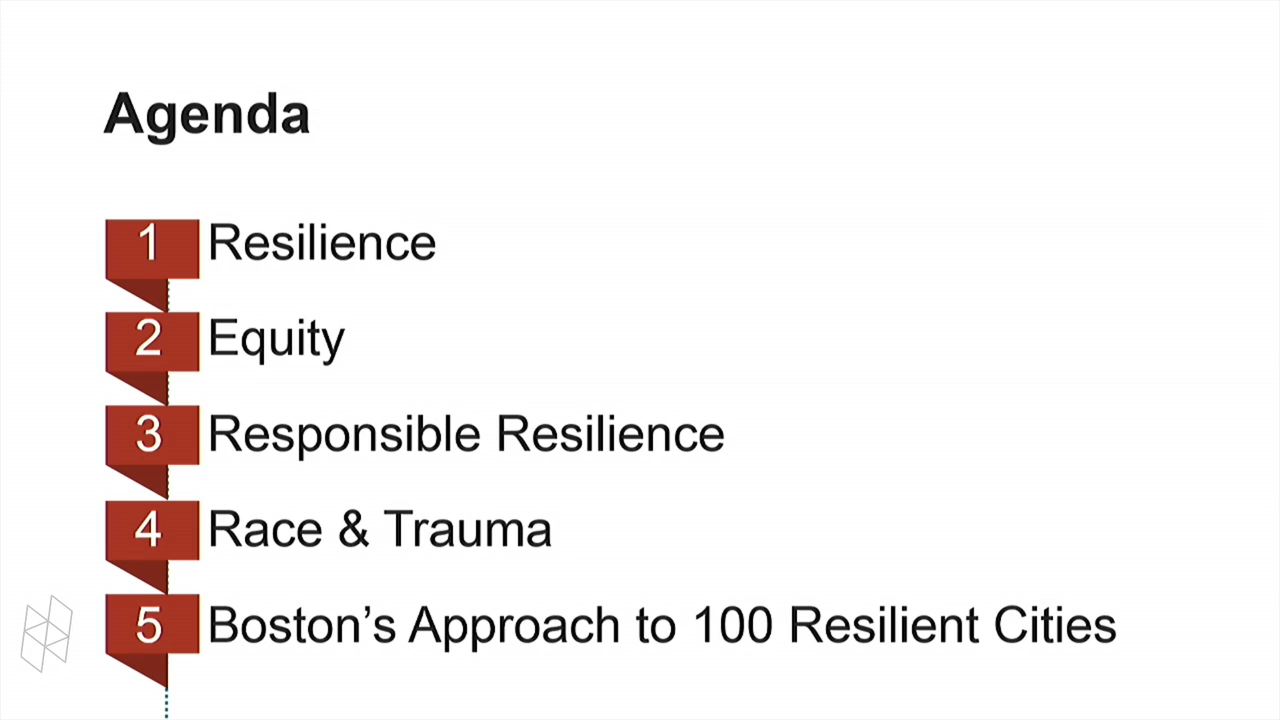 Agenda
1 Resilience
2 Equity
3 Responsible Resilience
4 Race & Trauma
5 Boston’s Approach to 100 Resilient Cities